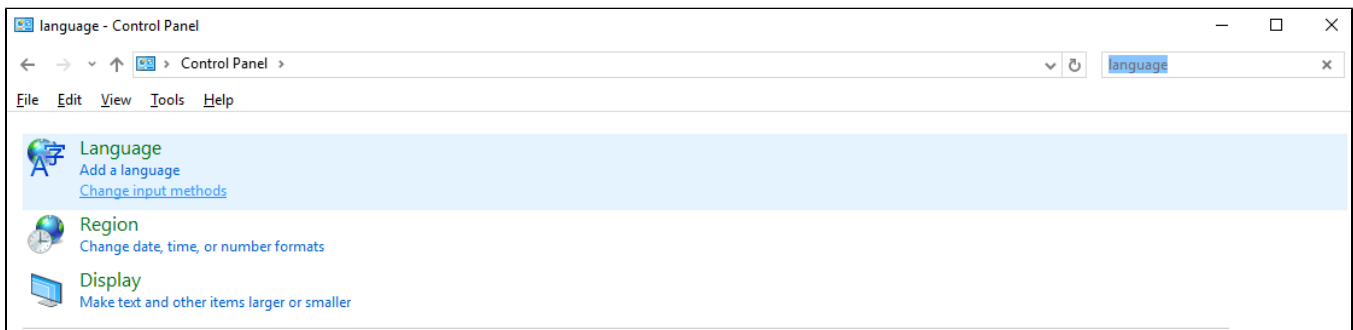 language - Control Panel
Control Panel
language
File Edit View Tools Help
Language
Add a language
Change input methods
Region
Change date, time, or number formats
Display
Make text and other items larger or smaller